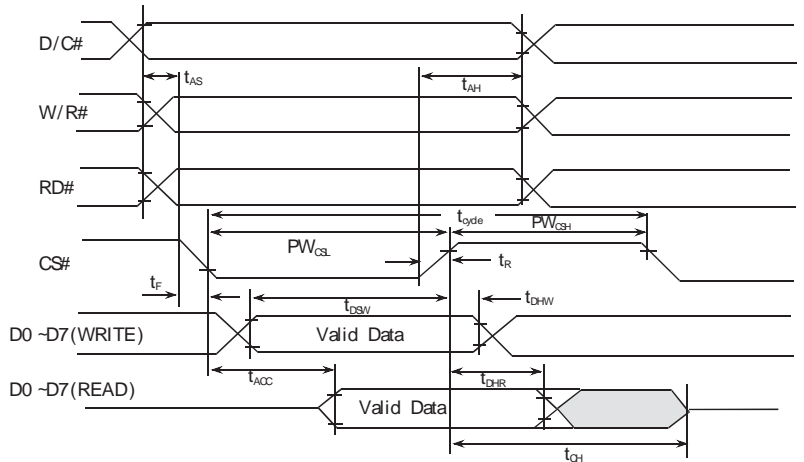 D/C#
tAS
tAH
W/R#
RD#
tcycle
PWCSL
PWCSH
CS#
tF
tR
tDSW
tDHW
D0 ~D7(WRITE)
Valid Data
tACC
tDHR
D0 ~D7(READ)
Valid Data
tOH